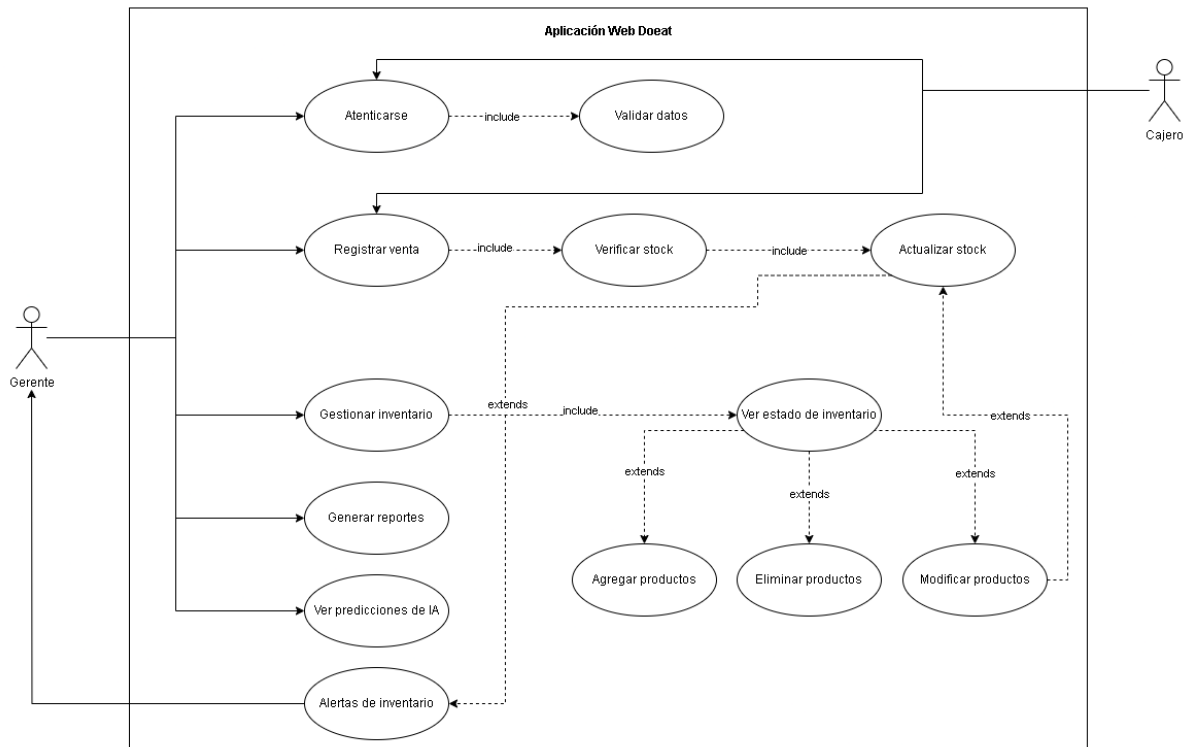 Aplicación Web Doeat
Atenticarse
include
Validar datos
Cajero
Registrar venta
include
Verificar stock
include
Actualizar stock
Gerente
Gestionar inventario
extends
include
Ver estado de inventario
extends
extends
extends
extends
Generar reportes
Agregar productos
Eliminar productos
Modificar productos
Ver predicciones de IA
Alertas de inventario